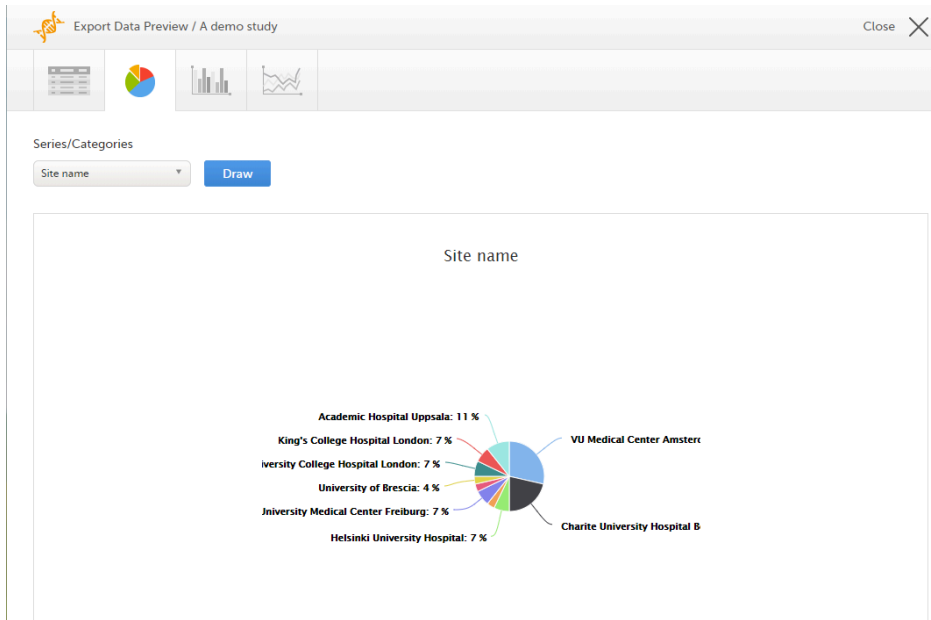 Export Data Preview / A demo study
Close
Series/Categories
Site name
Draw
Site name
Academic Hospital Uppsala: 11 %
King's College Hospital London: 7 %
iversity College Hospital London: 7 %
University of Brescia: 4 %
University Medical Center Freiburg: 7 %
Helsinki University Hospital: 7 %
VU Medical Center Amster
Charite University Hospital B